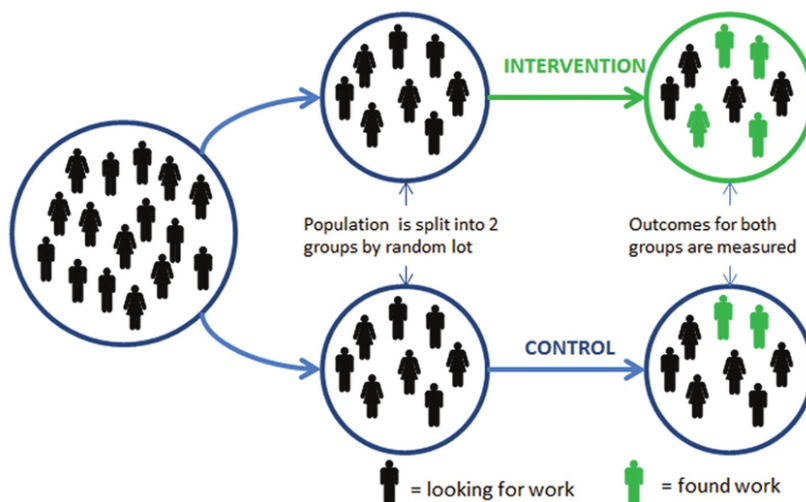 INTERVENTION
Population is split into 2
groups by random lot
Outcomes for both
groups are measured
CONTROL
= looking for work
= found work